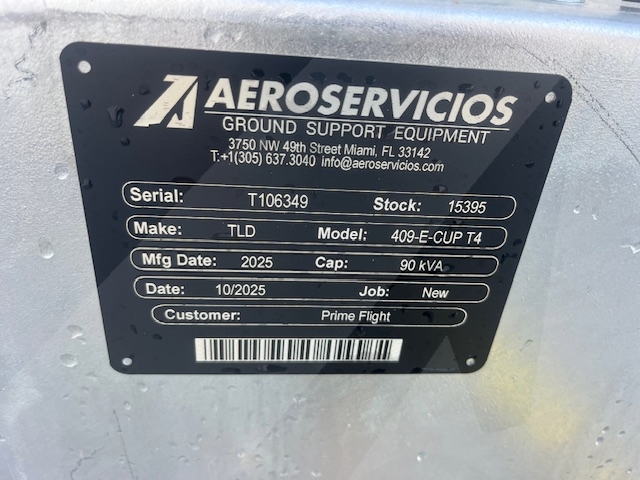 AEROSERVICIOS
GROUND SUPPORT EQUIPMENT
3750 NW 49th Street Miami, FL 33142
T:+1(305) 637.3040 info@aeroservicios.com
Serial: T106349 Stock: 15395
Make: TLD Model: 409-E-CUP T4
Mfg Date: 2025 Cap: 90 kVA
Date: 10/2025 Job: New
Customer: Prime Flight